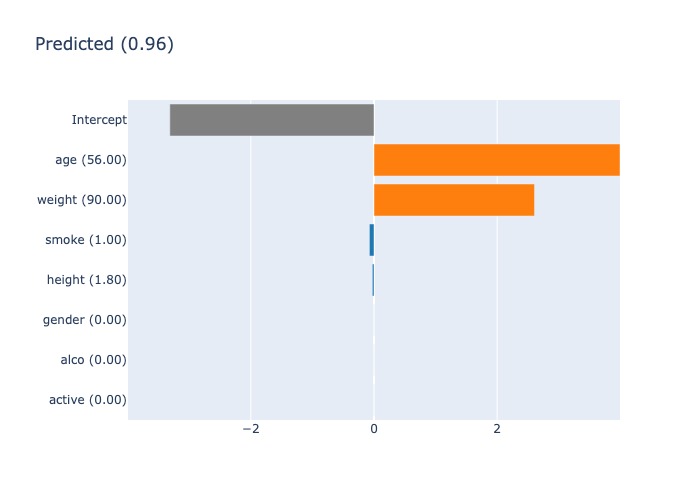 Predicted (0.96)
Intercept
age (56.00)
weight (90.00)
smoke (1.00)
height (1.80)
gender (0.00)
alco (0.00)
active (0.00)
−2 0 2